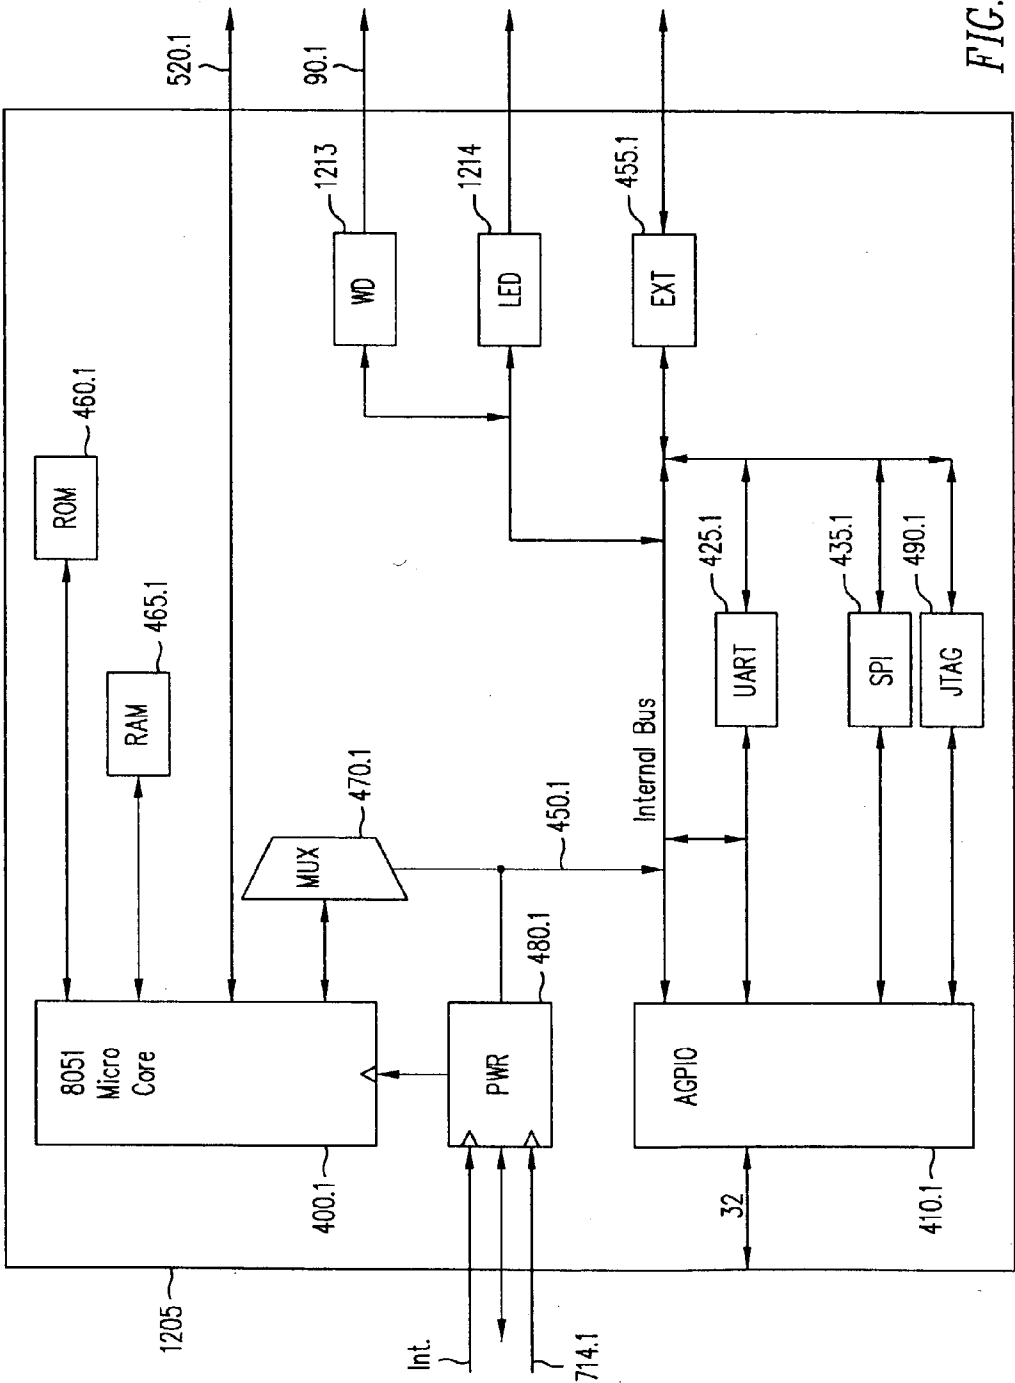 8051
Micro
Core
400.1
ROM
460.1
RAM
465.1
520.1
MUX
470.1
WD
1213
90.1
LED
1214
PWR
480.1
450.1
Internal Bus
EXT
455.1
AGPIO
410.1
32
UART
425.1
SPI
435.1
JTAG
490.1
1205
Int.
714.1
FIG.